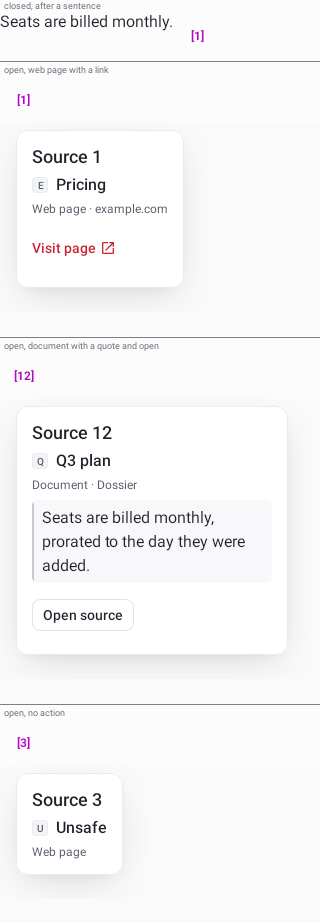 closed, after a sentence
Seats are billed monthly.
[1]
open, web page with a link
[1]
Source 1
E Pricing
Web page · example.com
Visit page
open, document with a quote and open
[12]
Source 12
Q Q3 plan
Document · Dossier
Seats are billed monthly,
prorated to the day they were
added.
Open source
open, no action
[3]
Source 3
U Unsafe
Web page